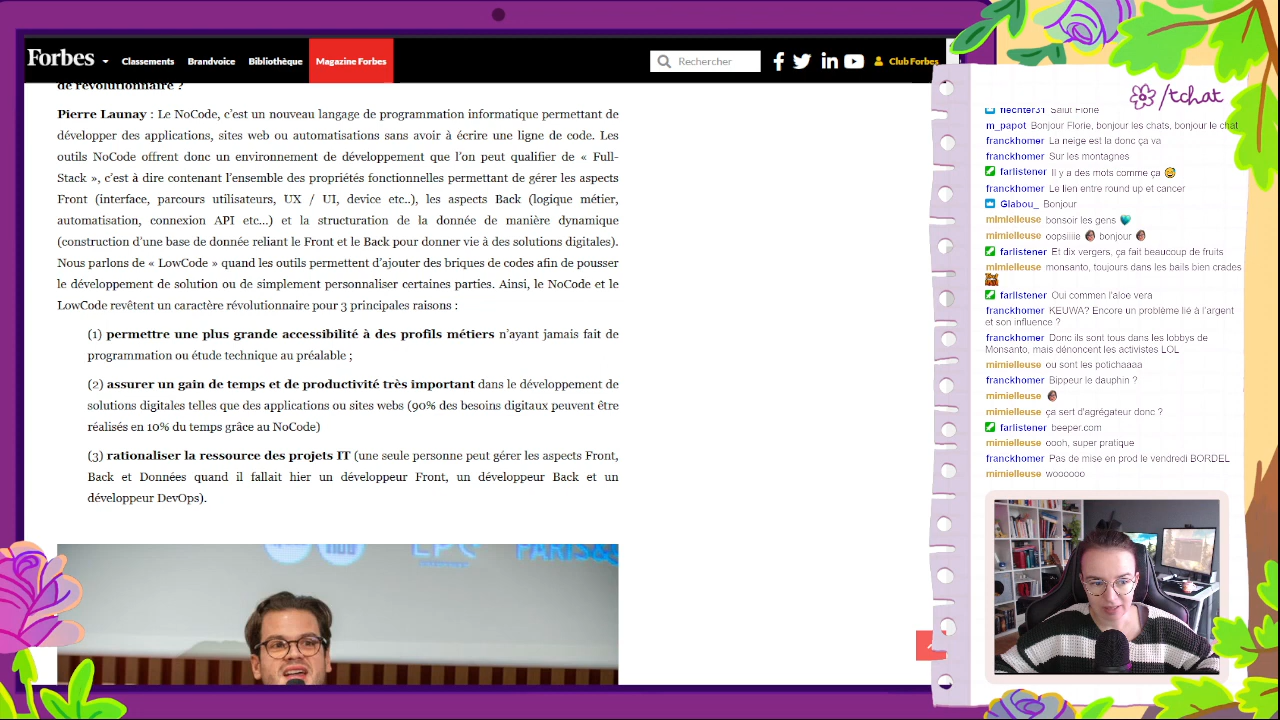 Forbes
Classements
Brandvoice
Bibliothèque
Magazine Forbes
Rechercher
Club Forbes
de révolutionnaire ?
Pierre Launay : Le NoCode, c'est un nouveau langage de programmation informatique permettant de
développer des applications, sites web ou automatisations sans avoir à écrire une ligne de code. Les
outils NoCode offrent donc un environnement de développement que l'on peut qualifier de « Full-
Stack », c'est à dire contenant l'ensemble des propriétés fonctionnelles permettant de gérer les aspects
Front (interface, parcours utilisateurs, UX / UI, device etc..), les aspects Back (logique métier,
automatisation, connexion API etc...) et la structuration de la donnée de manière dynamique
(construction d'une base de donnée reliant le Front et le Back pour donner vie à des solutions digitales).
Nous parlons de « LowCode » quand les outils permettent d'ajouter des briques de codes afin de pousser
le développement de solution ou de simplement personnaliser certaines parties. Ainsi, le NoCode et le
LowCode revêtent un caractère révolutionnaire pour 3 principales raisons :
(1) permettre une plus grande accessibilité à des profils métiers n'ayant jamais fait de
programmation ou étude technique au préalable ;
(2) assurer un gain de temps et de productivité très important dans le développement de
solutions digitales telles que des applications ou sites webs (90% des besoins digitaux peuvent être
réalisés en 10% du temps grâce au NoCode)
(3) rationaliser la ressource des projets IT (une seule personne peut gérer les aspects Front,
Back et Données quand il fallait hier un développeur Front, un développeur Back et un
développeur DevOps).
/tchat
flechter31 Salut Florie
m_papot Bonjour Florie, bonjour les chats, bonjour le chat
franckhomer La neige est la donc ça va
franckhomer Sur les montagnes
farlistener Il y a des mots comme ça
franckhomer Le lien entre round up et cancer
Glabou_ Bonjour
mimielleuse bonsoir les gens
mimielleuse oopsiiiie bonjour
farlistener Et dix vergers, ça fait beaucoup de fruits
mimielleuse monsanto, toujours dans les bails bien crades
farlistener Oui commen l'aloe vera
franckhomer KEUWA? Encore un problème lié à l'argent
et son influence ?
franckhomer Donc ils sont tous dans les lobbys de
Monsanto, mais dénoncent les activistes LOL
mimielleuse ou sont les potichaaaa
franckhomer Bippeur le dauphin ?
mimielleuse
mimielleuse ça sert d'agrégateur donc ?
farlistener beeper.com
mimielleuse oooh, super pratique
franckhomer Pas de mise en prod le vendredi BORDEL
mimielleuse woooooo